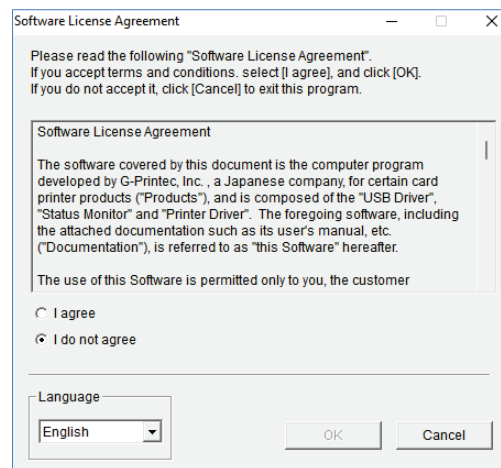 Software License Agreement
Please read the following "Software License Agreement".
If you accept terms and conditions. select [I agree], and click [OK].
If you do not accept it, click [Cancel] to exit this program.
Software License Agreement
The software covered by this document is the computer program
developed by G-Printec, Inc. , a Japanese company, for certain card
printer products ("Products"), and is composed of the "USB Driver",
"Status Monitor" and "Printer Driver". The foregoing software, including
the attached documentation such as its user's manual, etc.
("Documentation"), is referred to as "this Software" hereafter.
The use of this Software is permitted only to you, the customer
I agree
I do not agree
Language
English
OK
Cancel